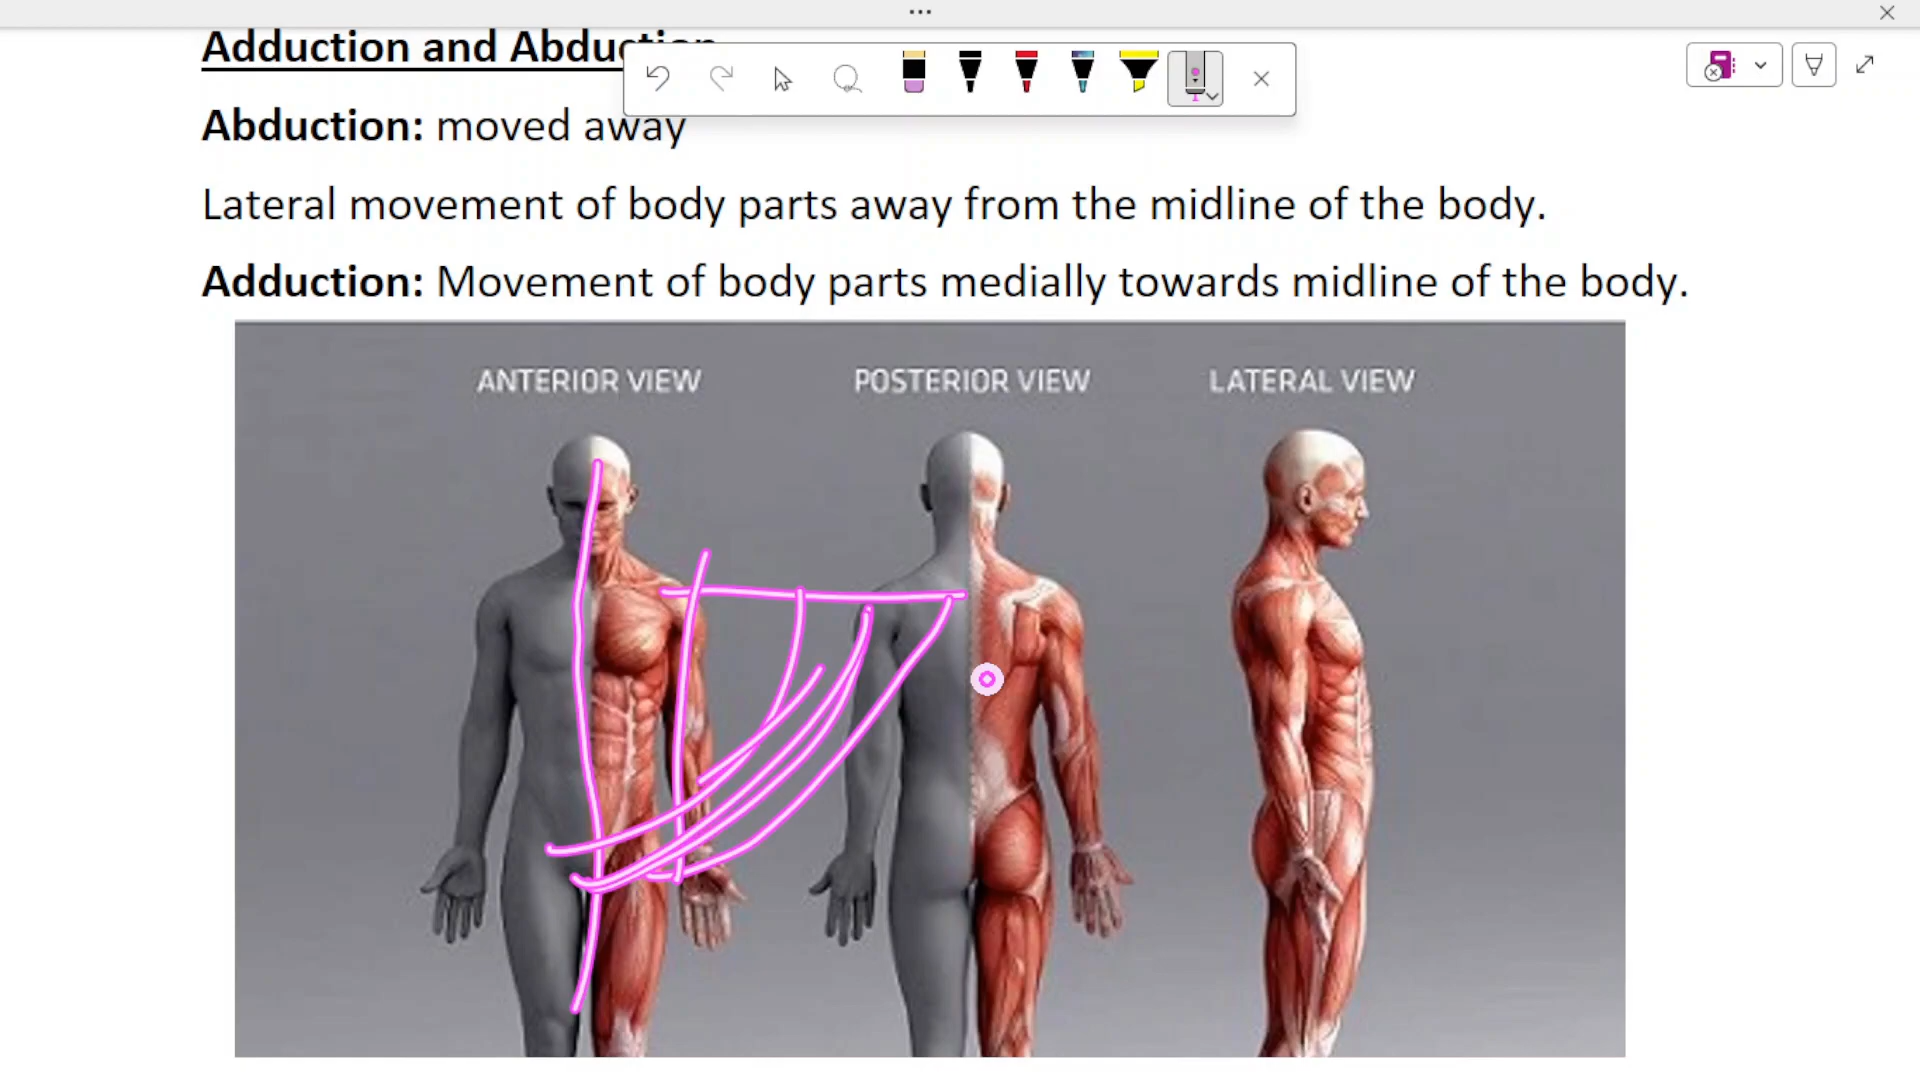 Adduction and Abduction
Abduction: moved away
Lateral movement of body parts away from the midline of the body.
Adduction: Movement of body parts medially towards midline of the body.
ANTERIOR VIEW POSTERIOR VIEW LATERAL VIEW